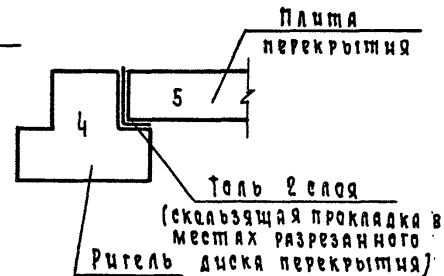 Плита
перекрытия
5
4
Толь 2 слоя
(скользящая прокладка в
местах разрезанного
диска перекрытия)
Ригель